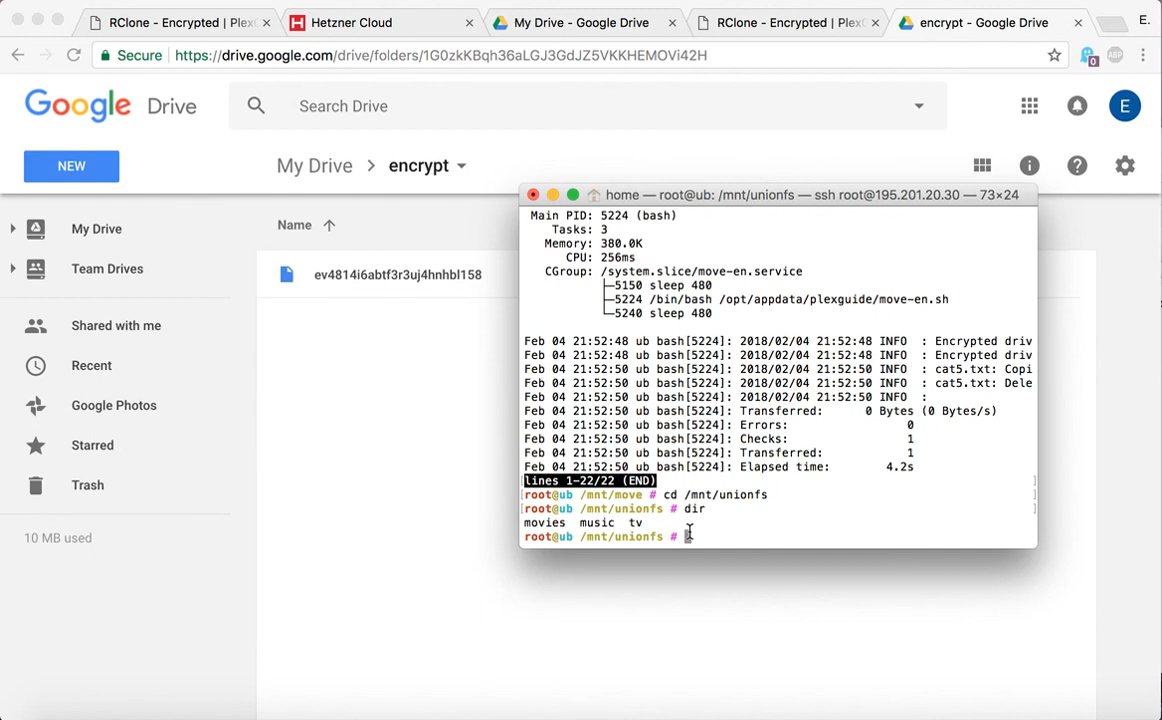 RClone - Encrypted | PlexG
Hetzner Cloud
My Drive - Google Drive
RClone - Encrypted | PlexG
encrypt - Google Drive
E.
Secure
https://drive.google.com/drive/folders/1G0zkKBqh36aLGJ3GdJZ5VKKHEMOVi42H
0
ABP
Google Drive
Search Drive
E
NEW
My Drive > encrypt
My Drive
Team Drives
Shared with me
Recent
Google Photos
Starred
Trash
10 MB used
Name
ev4814i6abtf3r3uj4hnhbl158
home — root@ub: /mnt/unionfs — ssh root@195.201.20.30 — 73×24
Main PID: 5224 (bash)
Tasks: 3
Memory: 380.0K
CPU: 256ms
CGroup: /system.slice/move-en.service
├─5150 sleep 480
├─5224 /bin/bash /opt/appdata/plexguide/move-en.sh
└─5240 sleep 480
Feb 04 21:52:48 ub bash[5224]: 2018/02/04 21:52:48 INFO  : Encrypted driv
Feb 04 21:52:48 ub bash[5224]: 2018/02/04 21:52:48 INFO  : Encrypted driv
Feb 04 21:52:50 ub bash[5224]: 2018/02/04 21:52:50 INFO  : cat5.txt: Copi
Feb 04 21:52:50 ub bash[5224]: 2018/02/04 21:52:50 INFO  : cat5.txt: Dele
Feb 04 21:52:50 ub bash[5224]: 2018/02/04 21:52:50 INFO  :
Feb 04 21:52:50 ub bash[5224]: Transferred:      0 Bytes (0 Bytes/s)
Feb 04 21:52:50 ub bash[5224]: Errors:                 0
Feb 04 21:52:50 ub bash[5224]: Checks:                 1
Feb 04 21:52:50 ub bash[5224]: Transferred:            1
Feb 04 21:52:50 ub bash[5224]: Elapsed time:        4.2s
lines 1-22/22 (END)
[root@ub /mnt/move # cd /mnt/unionfs ]
[root@ub /mnt/unionfs # dir ]
movies  music  tv
root@ub /mnt/unionfs #